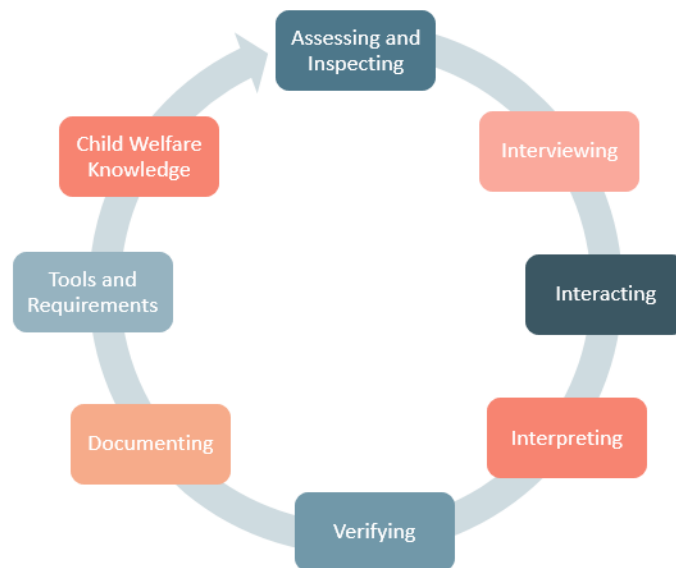 Assessing and
Inspecting
Interviewing
Interacting
Interpreting
Verifying
Documenting
Tools and
Requirements
Child Welfare
Knowledge